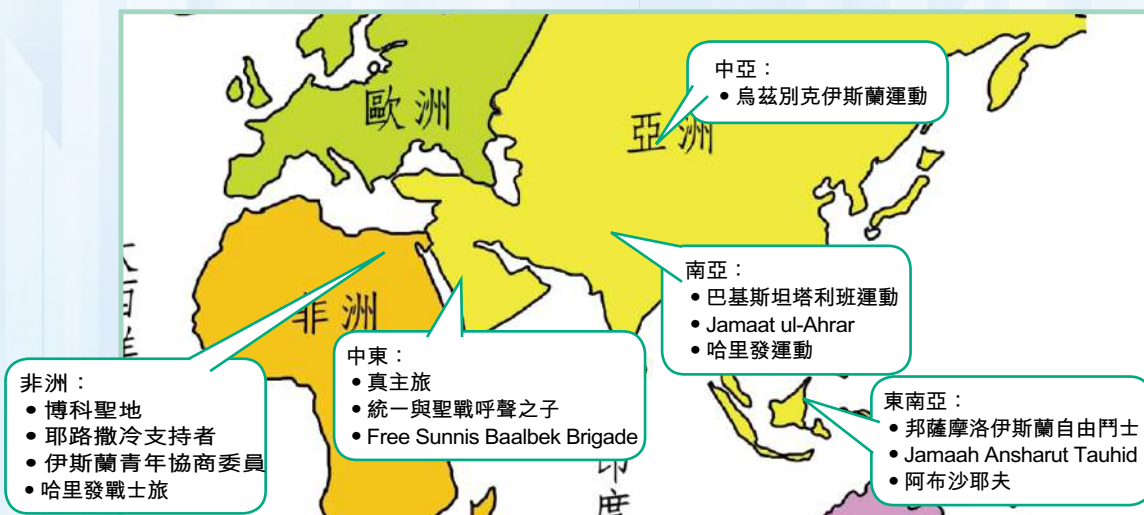 歐洲
亞洲
非洲
中亞：
• 烏茲別克伊斯蘭運動
南亞：
• 巴基斯坦塔利班運動
• Jamaat ul-Ahrar
• 哈里發運動
中東：
• 真主旅
• 統一與聖戰呼聲之子
• Free Sunnis Baalbek Brigade
非洲：
• 博科聖地
• 耶路撒冷支持者
• 伊斯蘭青年協商委員
• 哈里發戰士旅
東南亞：
• 邦薩摩洛伊斯蘭自由鬥士
• Jamaah Ansharut Tauhid
• 阿布沙耶夫
西
印度